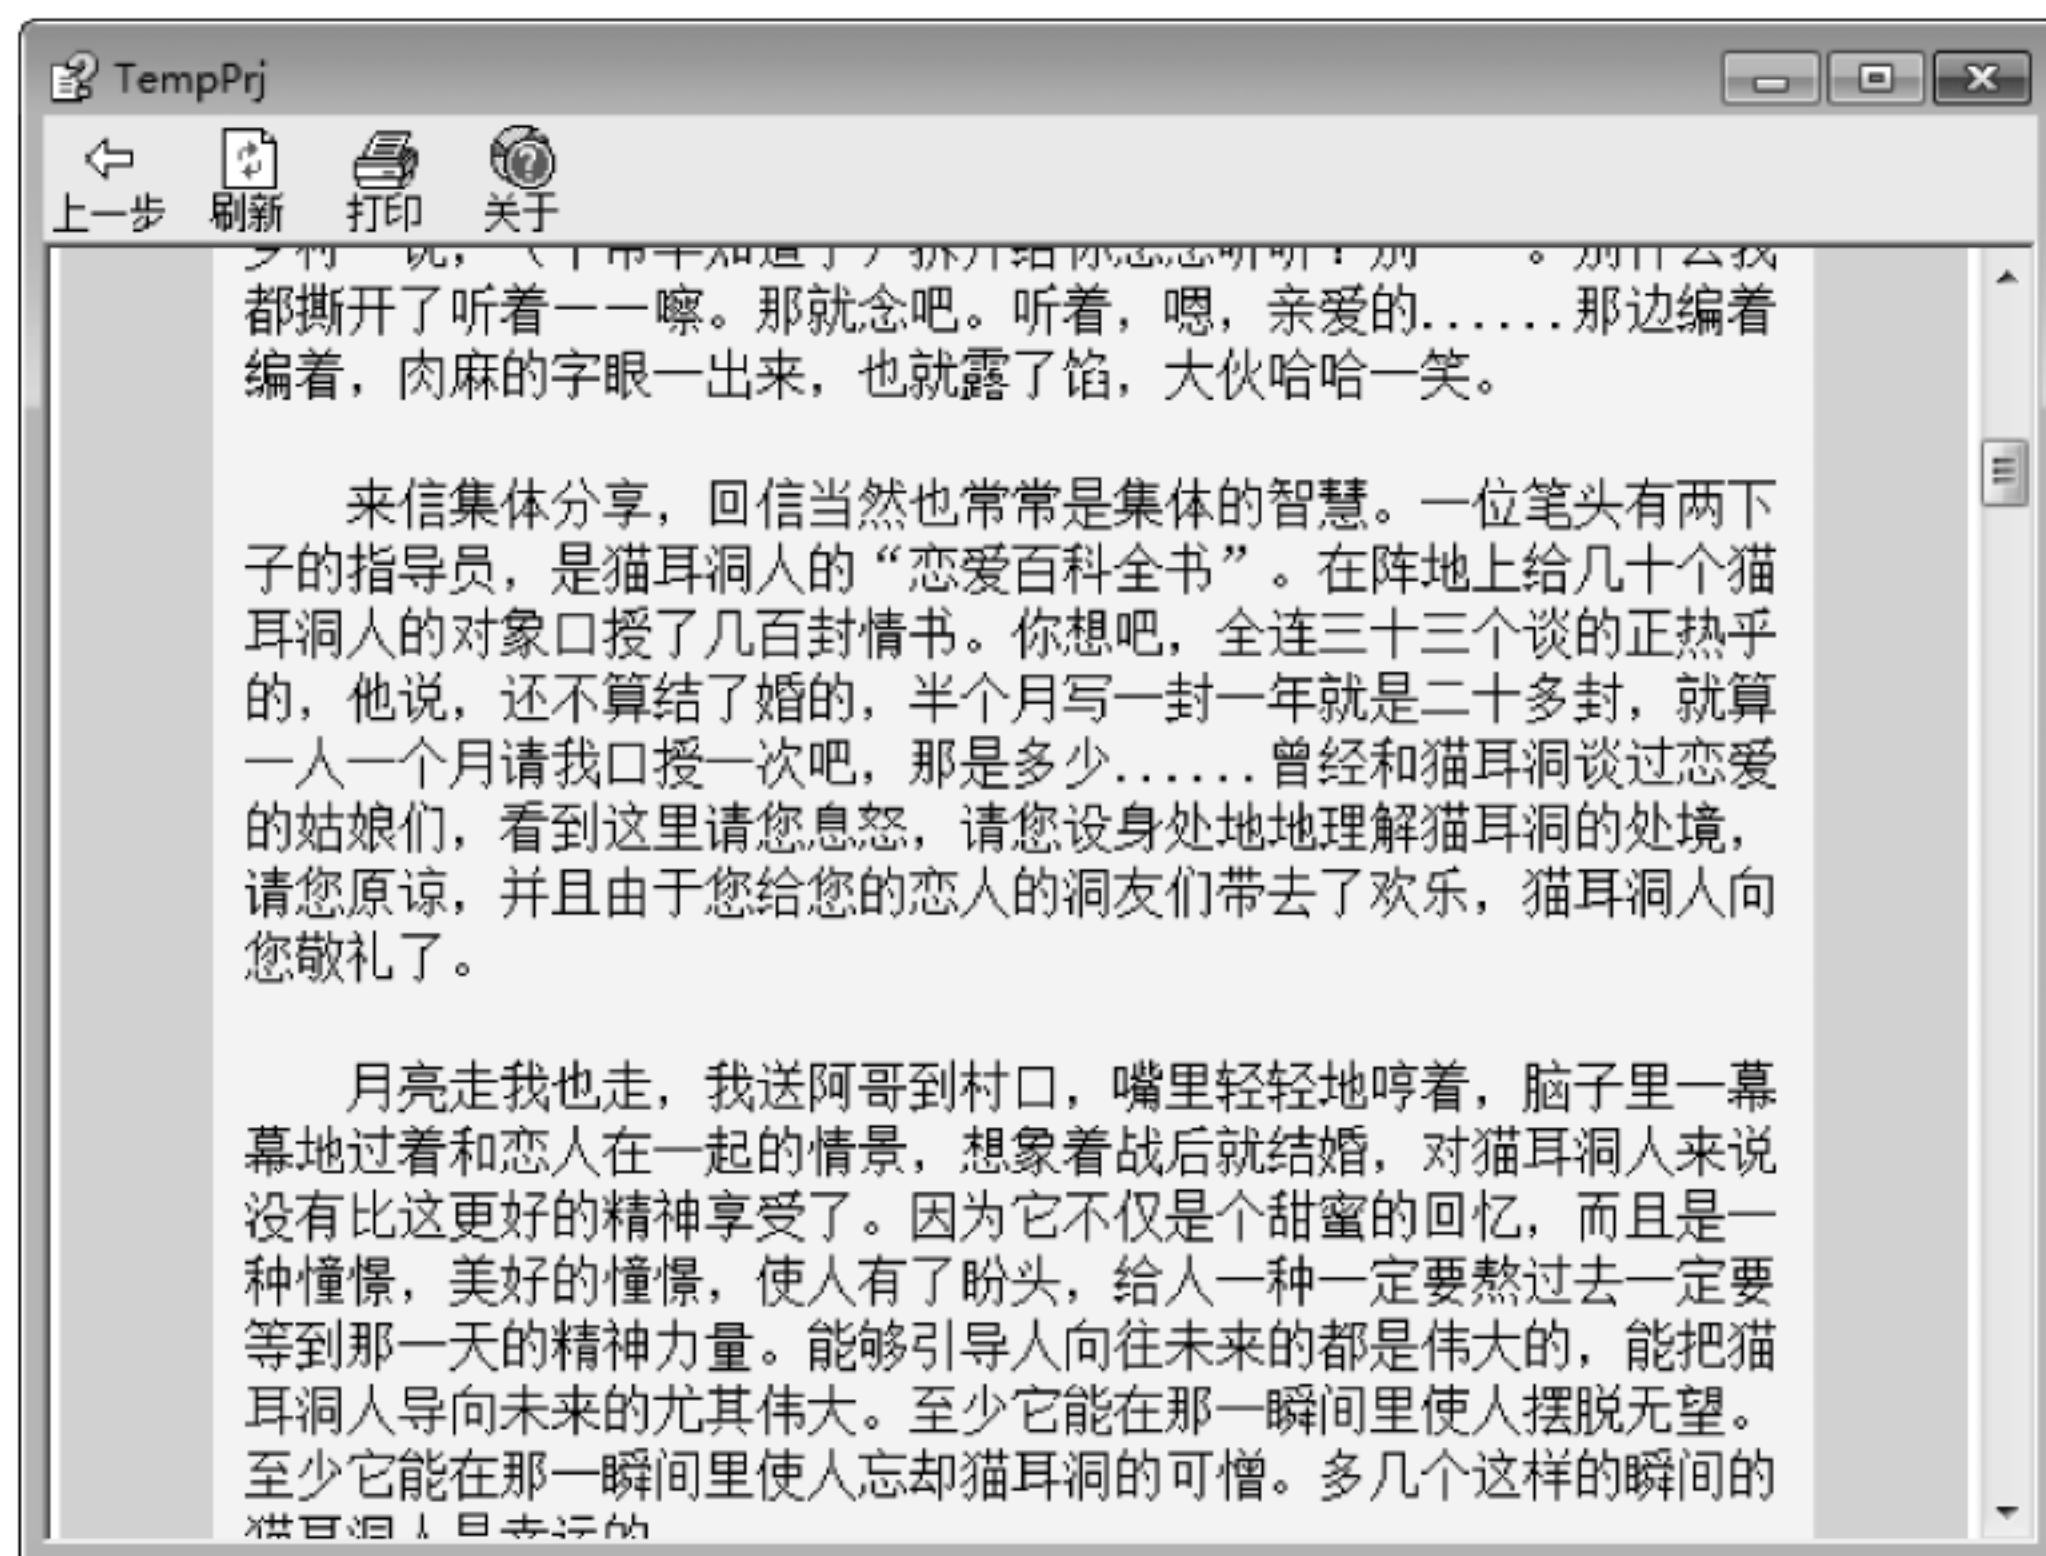 TempPrj
上一步 刷新 打印 关于
都撕开了听着——嚓。那就念吧。听着，嗯，亲爱的......那边编着
编着，肉麻的字眼一出来，也就露了馅，大伙哈哈一笑。
来信集体分享，回信当然也常常是集体的智慧。一位笔头有两下
子的指导员，是猫耳洞人的“恋爱百科全书”。在阵地上给几十个猫
耳洞人的对象口授了几百封情书。你想吧，全连三十三个谈的正热乎
的，他说，还不算结了婚的，半个月写一封一年就是二十多封，就算
一人一个月请我口授一次吧，那是多少......曾经和猫耳洞谈过恋爱
的姑娘们，看到这里请您息怒，请您设身处地地理解猫耳洞的处境，
请您原谅，并且由于您给您的恋人的洞友们带去了欢乐，猫耳洞人向
您敬礼了。
月亮走我也走，我送阿哥到村口，嘴里轻轻地哼着，脑子里一幕
幕地过着和恋人在一起的情景，想象着战后就结婚，对猫耳洞人来说
没有比这更好的精神享受了。因为它不仅是个甜蜜的回忆，而且是一
种憧憬，美好的憧憬，使人有了盼头，给人一种一定要熬过去一定要
等到那一天的精神力量。能够引导人向往未来的都是伟大的，能把猫
耳洞人导向未来的尤其伟大。至少它能在那一瞬间里使人摆脱无望。
至少它能在那一瞬间里使人忘却猫耳洞的可憎。多几个这样的瞬间的
猫耳洞人是幸运的